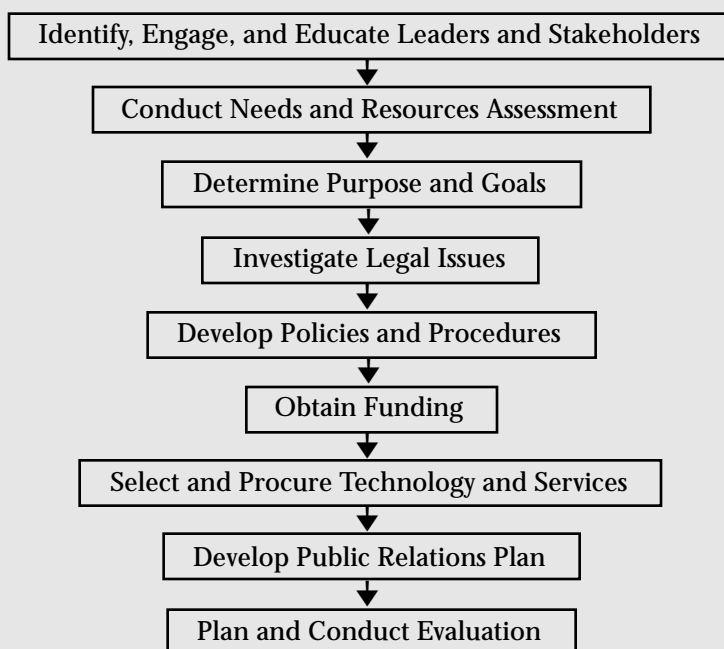 Identify, Engage, and Educate Leaders and Stakeholders
Conduct Needs and Resources Assessment
Determine Purpose and Goals
Investigate Legal Issues
Develop Policies and Procedures
Obtain Funding
Select and Procure Technology and Services
Develop Public Relations Plan
Plan and Conduct Evaluation